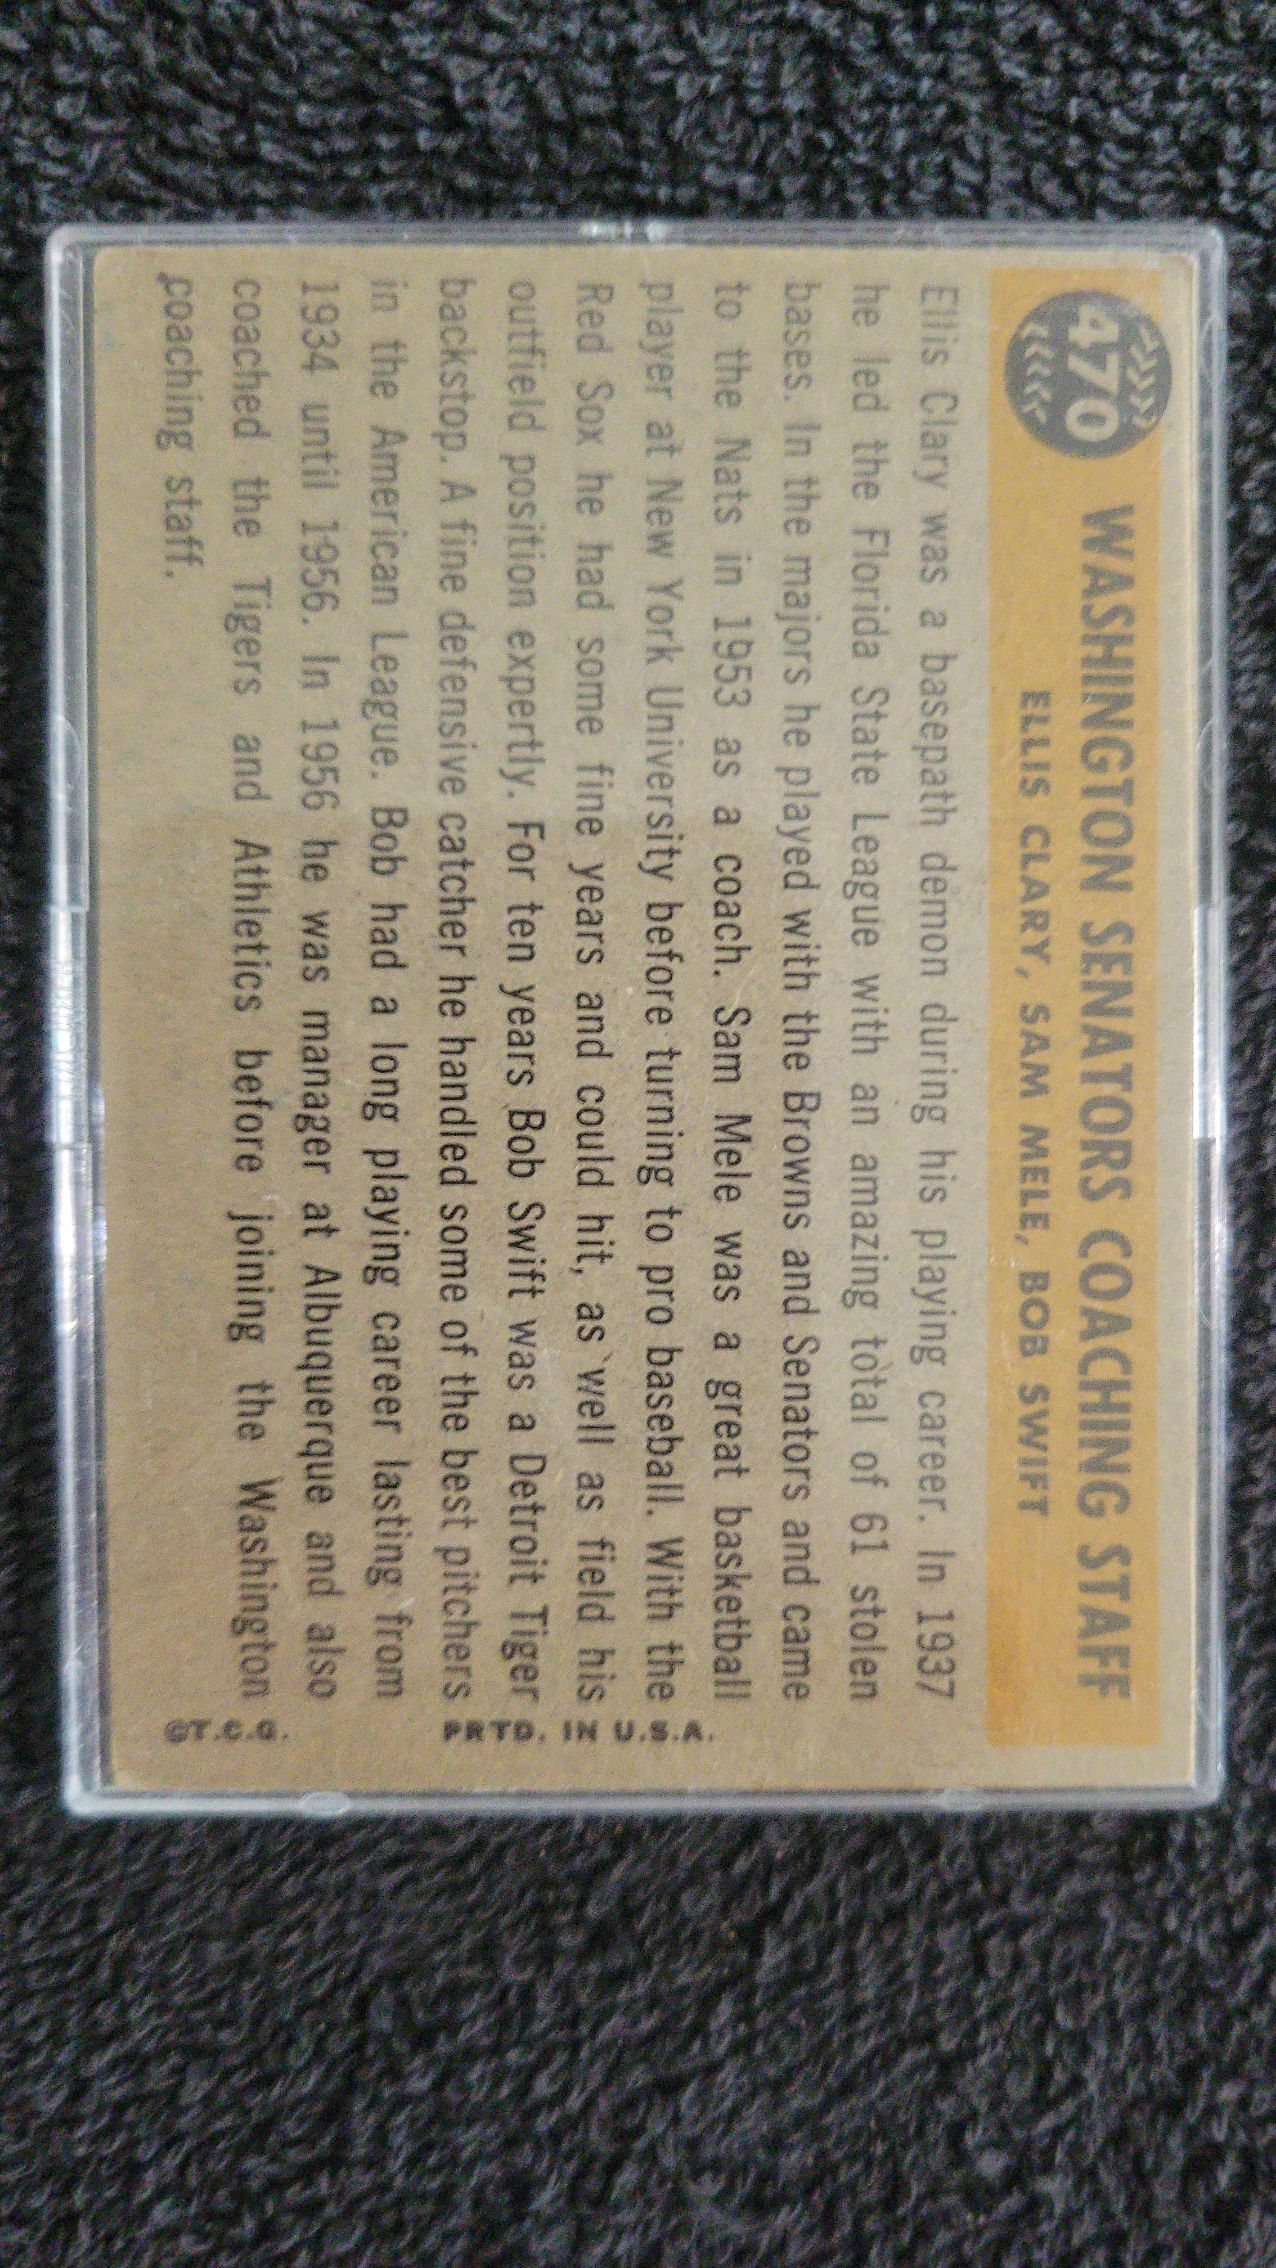 470
WASHINGTON SENATORS COACHING STAFF
ELLIS CLARY, SAM MELE, BOB SWIFT
Ellis Clary was a basepath demon during his playing career. In 1937
he led the Florida State League with an amazing total of 61 stolen
bases. In the majors he played with the Browns and Senators and came
to the Nats in 1953 as a coach. Sam Mele was a great basketball
player at New York University before turning to pro baseball. With the
Red Sox he had some fine years and could hit, as well as field his
outfield position expertly. For ten years Bob Swift was a Detroit Tiger
backstop. A fine defensive catcher he handled some of the best pitchers
in the American League. Bob had a long playing career lasting from
1934 until 1956. In 1956 he was manager at Albuquerque and also
coached the Tigers and Athletics before joining the Washington
coaching staff.
©T.C.G. PRTD. IN U.S.A.